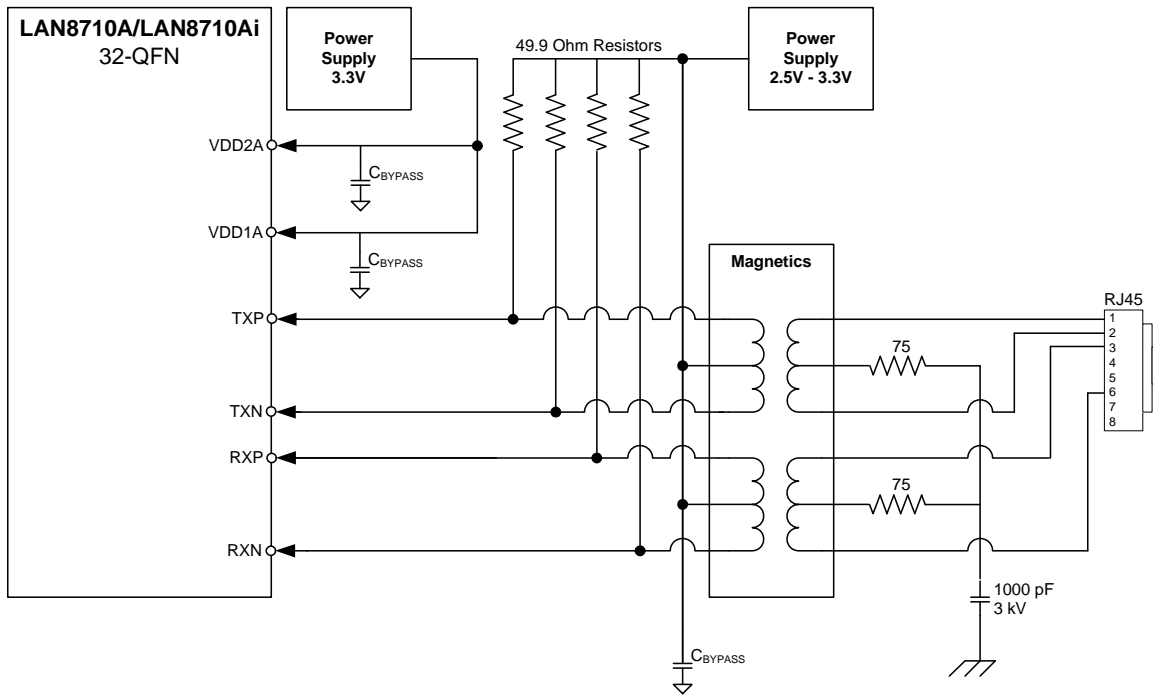 LAN8710A/LAN8710Ai
32-QFN
Power
Supply
3.3V
49.9 Ohm Resistors
Power
Supply
2.5V - 3.3V
VDD2A
CBYPASS
VDD1A
CBYPASS
Magnetics
TXP
RJ45
1
2
3
4
5
6
7
8
75
TXN
RXP
75
RXN
1000 pF
3 kV
CBYPASS